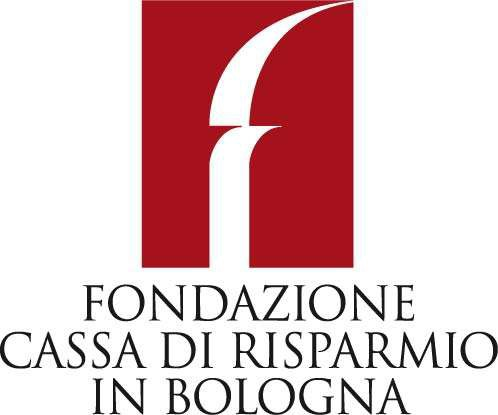 FONDAZIONE
CASSA DI RISPARMIO
IN BOLOGNA